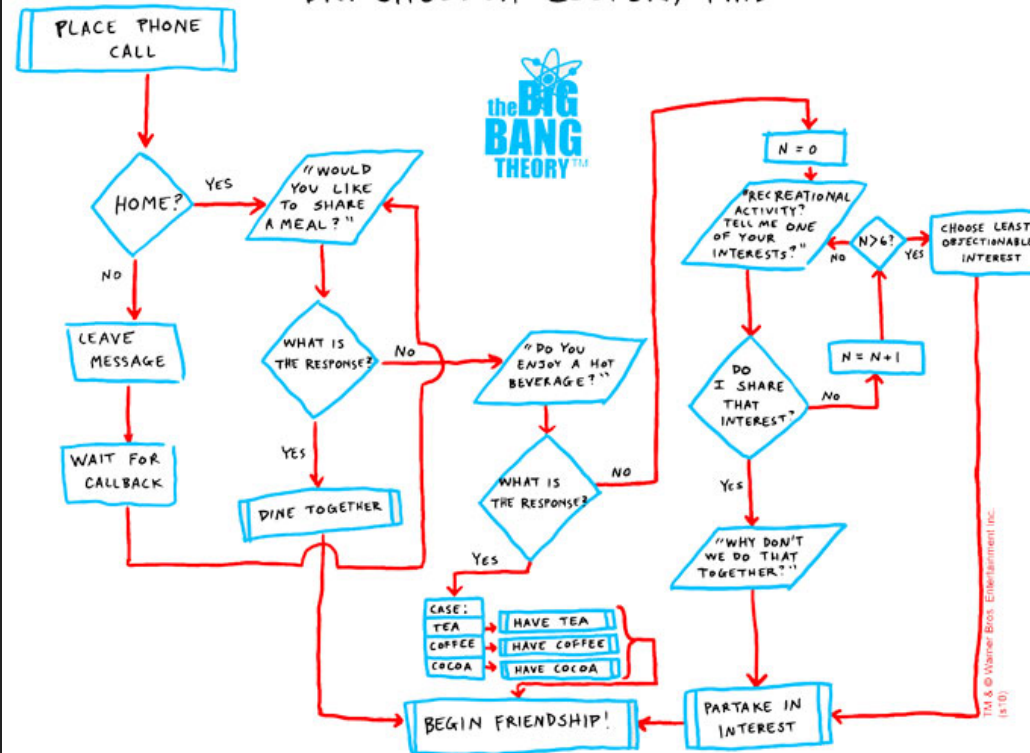 PLACE PHONE
CALL
HOME?
YES
NO
LEAVE
MESSAGE
WAIT FOR
CALLBACK
"WOULD
YOU LIKE
TO SHARE
A MEAL?"
WHAT IS
THE RESPONSE?
NO
YES
DINE TOGETHER
the BIG
BANG
THEORY™
"DO YOU
ENJOY A HOT
BEVERAGE?"
WHAT IS
THE RESPONSE?
NO
YES
CASE:
TEA
HAVE TEA
COFFEE
HAVE COFFEE
COCOA
HAVE COCOA
BEGIN FRIENDSHIP!
N = 0
"RECREATIONAL
ACTIVITY?
TELL ME ONE
OF YOUR
INTERESTS?"
N>6?
NO
YES
CHOOSE LEAST
OBJECTIONABLE
INTEREST
N = N+1
DO
I SHARE
THAT
INTEREST?
NO
YES
"WHY DON'T
WE DO THAT
TOGETHER?"
PARTAKE IN
INTEREST
TM & © Warner Bros. Entertainment Inc.
(s10)